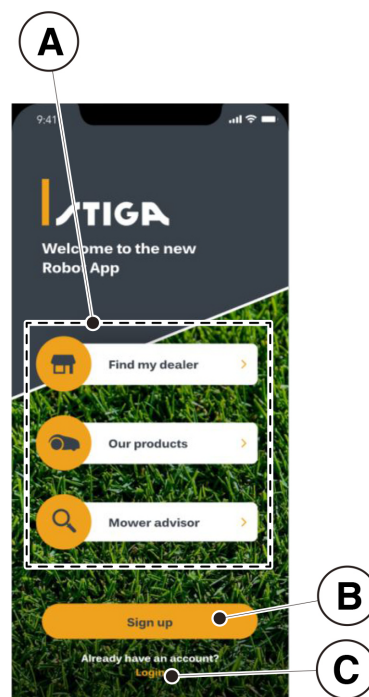 A
9:41
STIGA
Welcome to the new
Robot App
Find my dealer
Our products
Mower advisor
Sign up
B
Already have an account?
Login
C